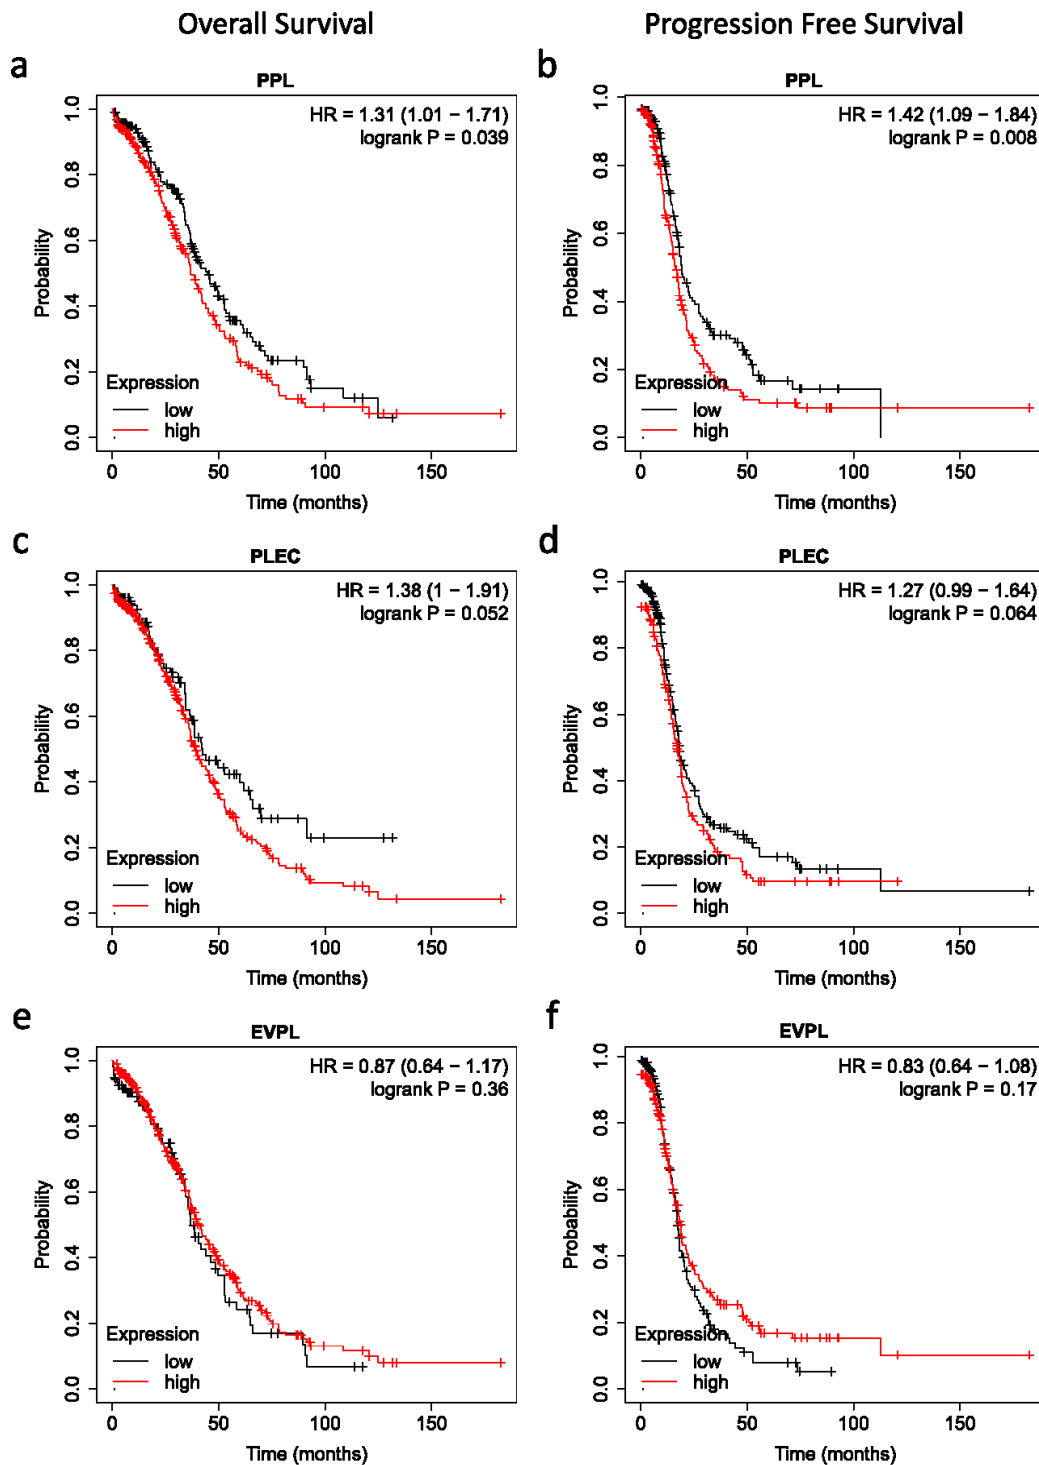 Overall Survival
Progression Free Survival
a
PPL
HR = 1.31 (1.01 − 1.71)
logrank P = 0.039
Probability
0.0 0.2 0.4 0.6 0.8 1.0
Expression
low
high
0 50 100 150
Time (months)
b
PPL
HR = 1.42 (1.09 − 1.84)
logrank P = 0.008
Probability
0.0 0.2 0.4 0.6 0.8 1.0
Expression
low
high
0 50 100 150
Time (months)
c
PLEC
HR = 1.38 (1 − 1.91)
logrank P = 0.052
Probability
0.0 0.2 0.4 0.6 0.8 1.0
Expression
low
high
0 50 100 150
Time (months)
d
PLEC
HR = 1.27 (0.99 − 1.64)
logrank P = 0.064
Probability
0.0 0.2 0.4 0.6 0.8 1.0
Expression
low
high
0 50 100 150
Time (months)
e
EVPL
HR = 0.87 (0.64 − 1.17)
logrank P = 0.36
Probability
0.0 0.2 0.4 0.6 0.8 1.0
Expression
low
high
0 50 100 150
Time (months)
f
EVPL
HR = 0.83 (0.64 − 1.08)
logrank P = 0.17
Probability
0.0 0.2 0.4 0.6 0.8 1.0
Expression
low
high
0 50 100 150
Time (months)